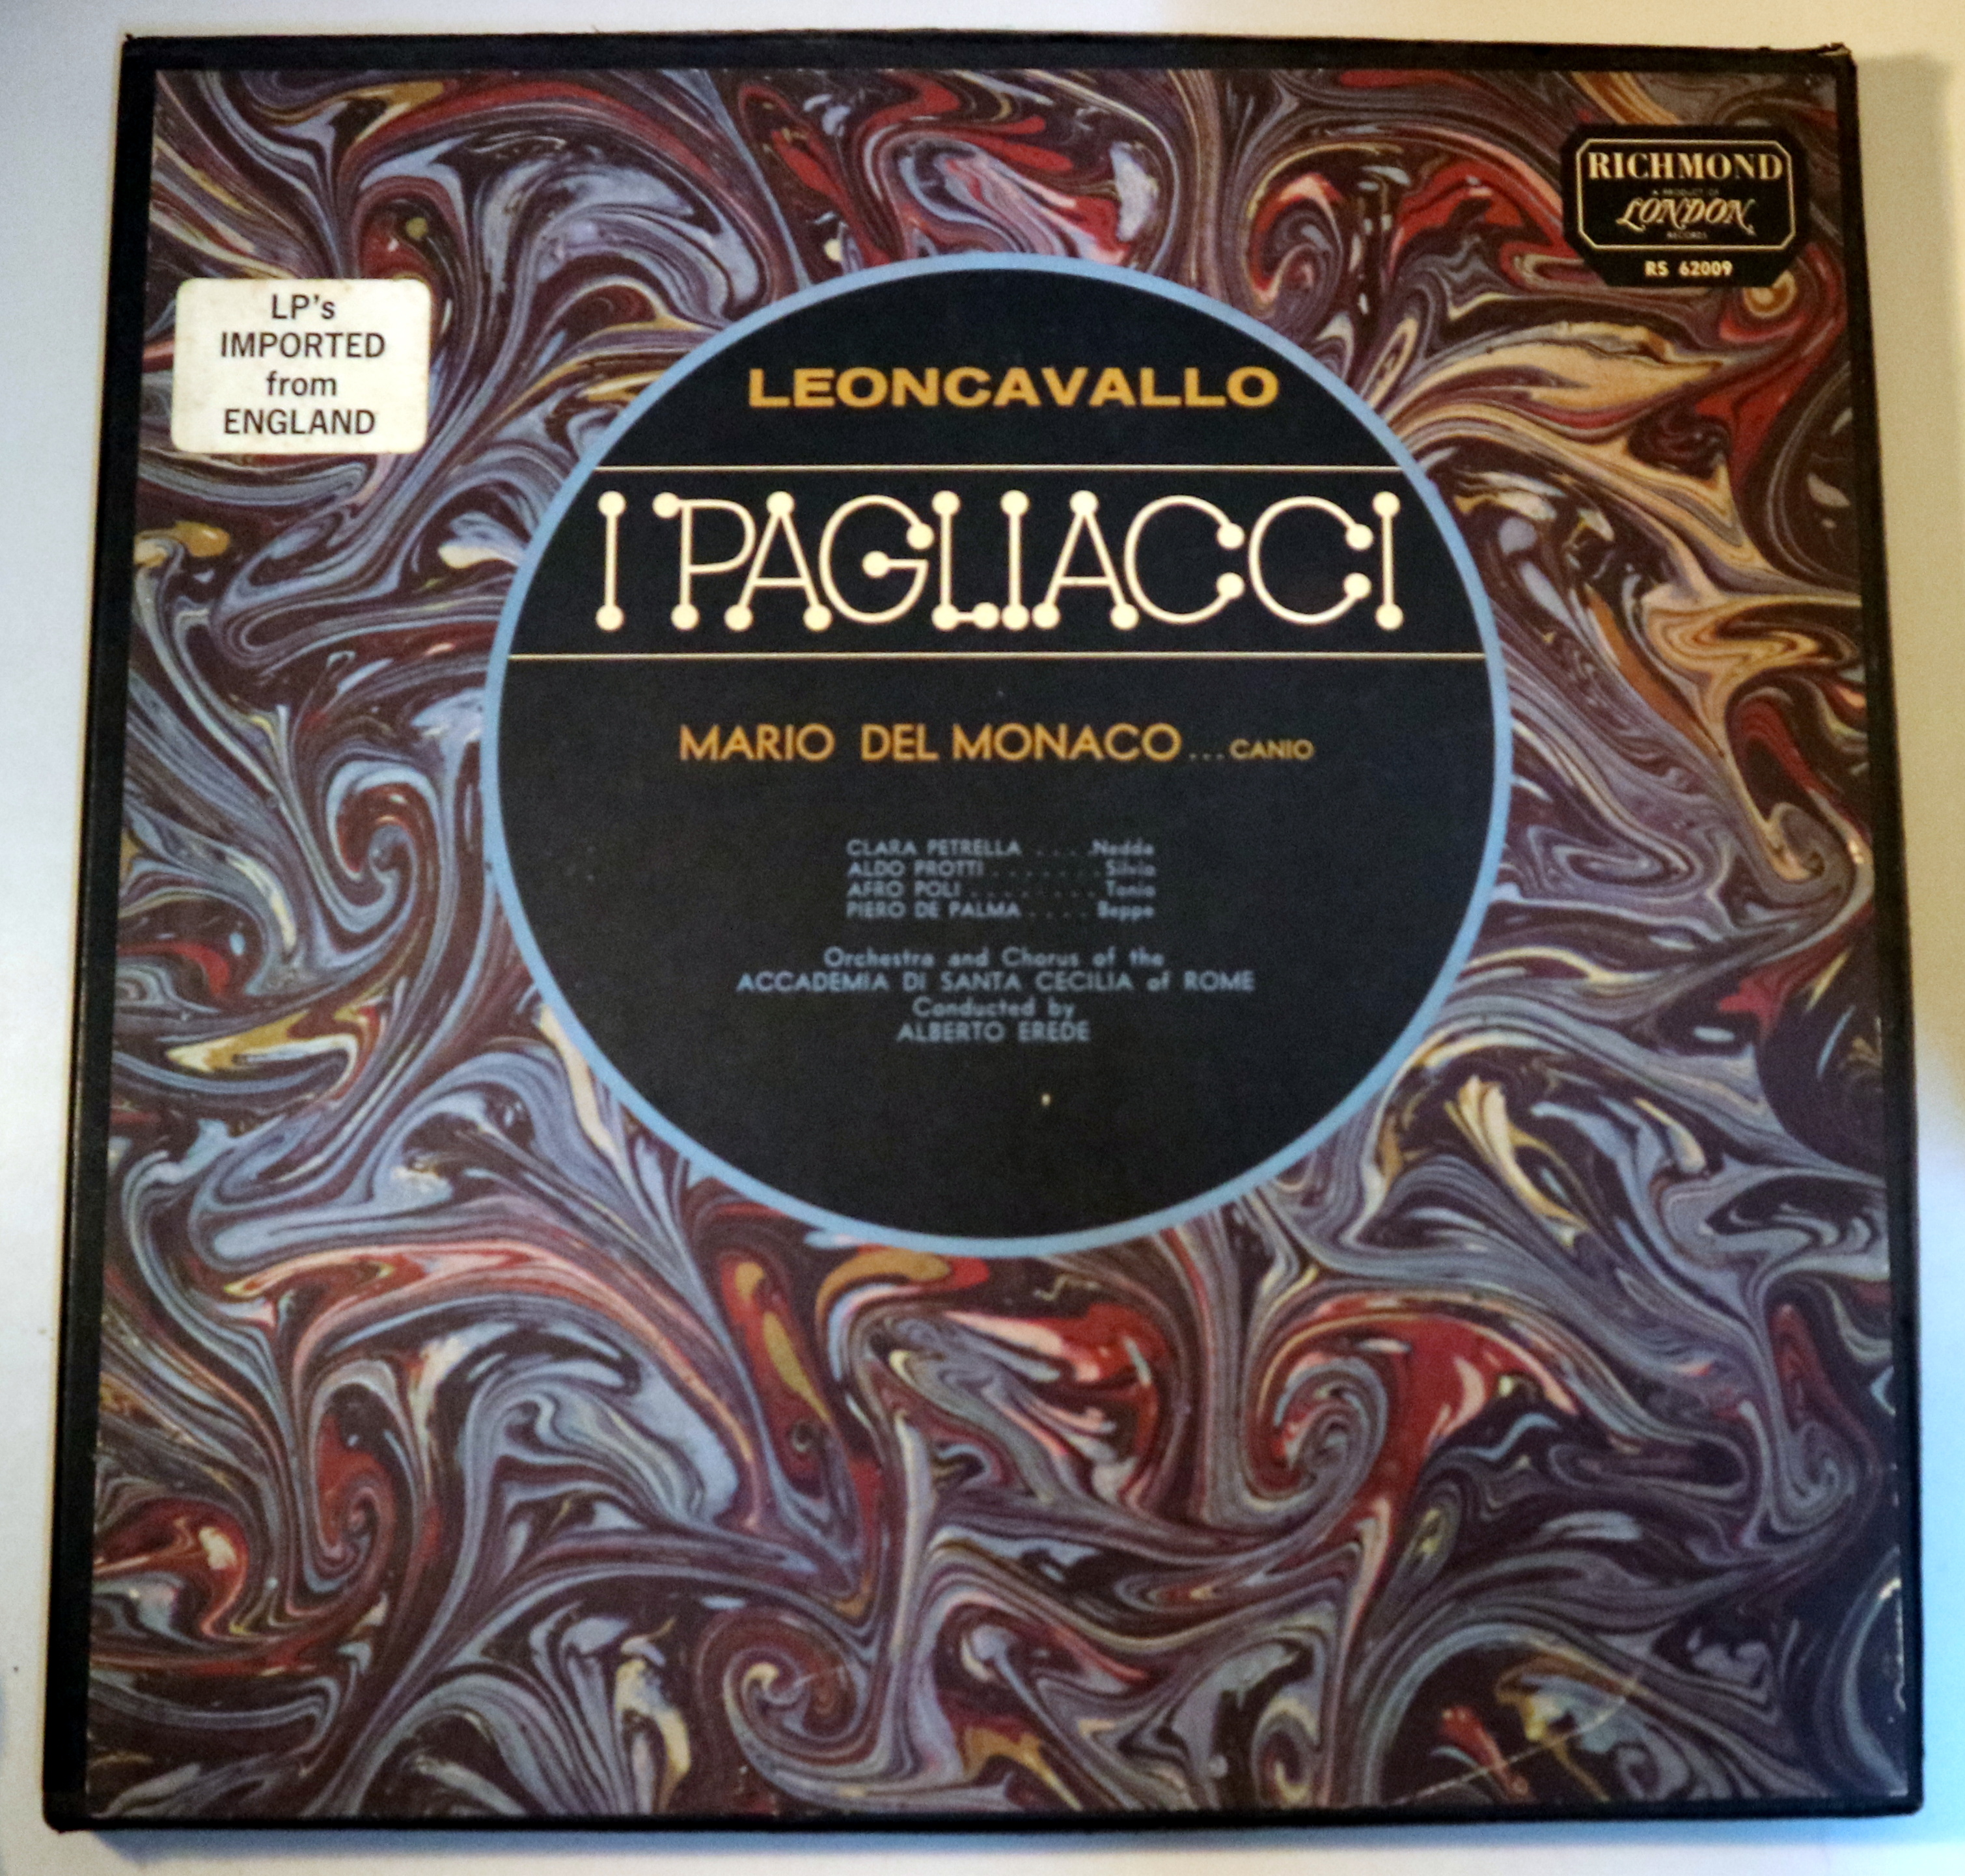 RICHMOND
A PRODUCT OF
LONDON
RECORDS
RS 62009
LP's
IMPORTED
from
ENGLAND
LEONCAVALLO
I PAGLIACCI
MARIO DEL MONACO ... CANIO
CLARA PETRELLA . . . . Nedda
ALDO PROTTI . . . . . . . Silvio
AFRO POLI . . . . . . . . Tonio
PIERO DE PALMA . . . . Beppe
Orchestra and Chorus of the
ACCADEMIA DI SANTA CECILIA of ROME
Conducted by
ALBERTO EREDE